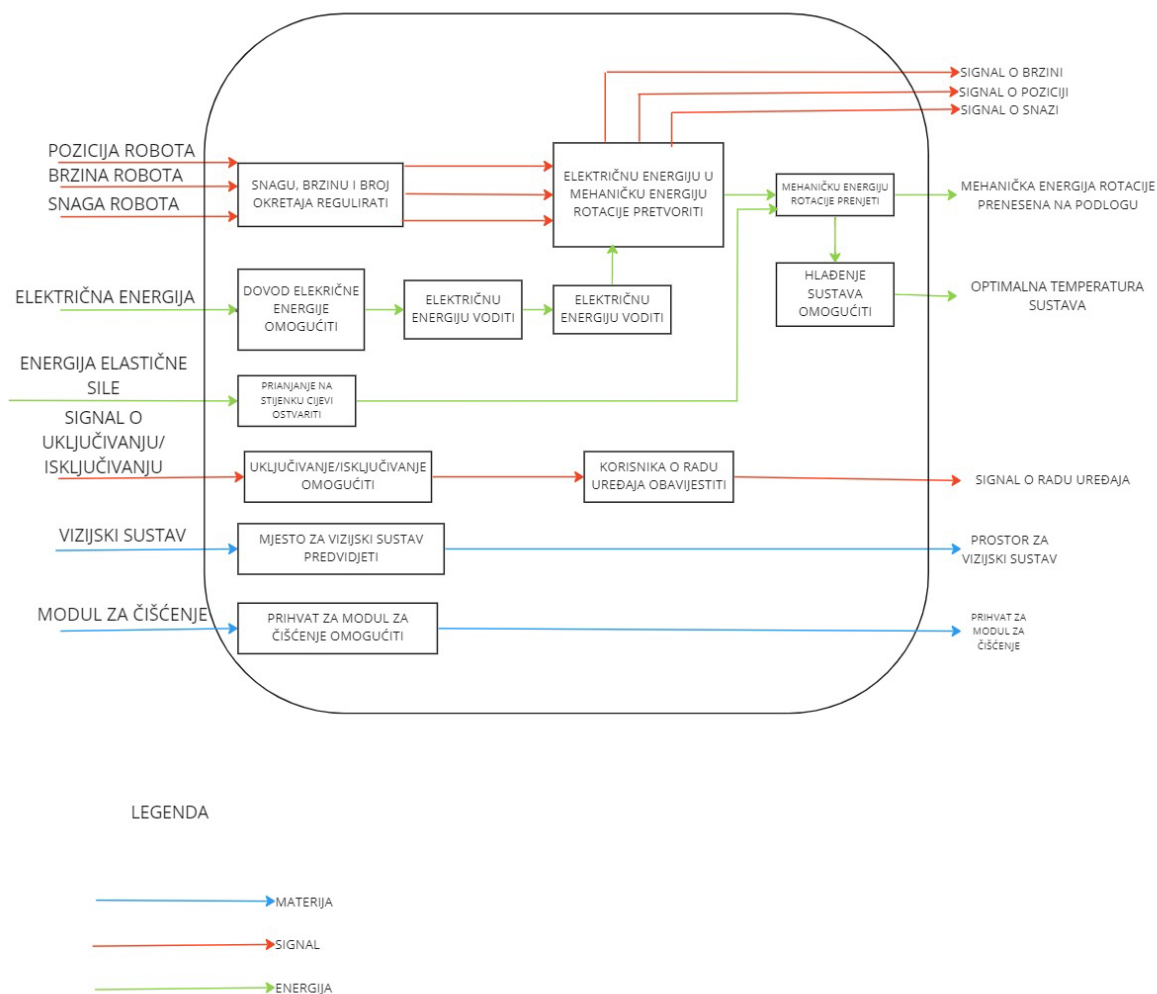 SIGNAL O BRZINI
SIGNAL O POZICIJI
SIGNAL O SNAZI
POZICIJA ROBOTA
BRZINA ROBOTA
SNAGA ROBOTA
SNAGU, BRZINU I BROJ
OKRETAJA REGULIRATI
ELEKTRIČNU ENERGIJU U
MEHANIČKU ENERGIJU
ROTACIJE PRETVORITI
MEHANIČKU ENERGIJU
ROTACIJE PRENJETI
MEHANIČKA ENERGIJA ROTACIJE
PRENESENA NA PODLOGU
ELEKTRIČNA ENERGIJA
DOVOD ELEKRIČNE
ENERGIJE
OMOGUĆITI
ELEKTRIČNU
ENERGIJU VODITI
ELEKTRIČNU
ENERGIJU VODITI
HLAĐENJE
SUSTAVA
OMOGUĆITI
OPTIMALNA TEMPERATURA
SUSTAVA
ENERGIJA ELASTIČNE
SILE
PRIANJANJE NA
STIJENKU CIJEVI
OSTVARITI
SIGNAL O
UKLJUČIVANJU/
ISKLJUČIVANJU
UKLJUČIVANJE/ISKLJUČIVANJE
OMOGUĆITI
KORISNIKA O RADU
UREĐAJA OBAVIJESTITI
SIGNAL O RADU UREĐAJA
VIZIJSKI SUSTAV
MJESTO ZA VIZIJSKI SUSTAV
PREDVIDJETI
PROSTOR ZA
VIZIJSKI SUSTAV
MODUL ZA ČIŠĆENJE
PRIHVAT ZA MODUL ZA
ČIŠĆENJE OMOGUĆITI
PRIHVAT ZA
MODUL ZA
ČIŠĆENJE
LEGENDA
MATERIJA
SIGNAL
ENERGIJA